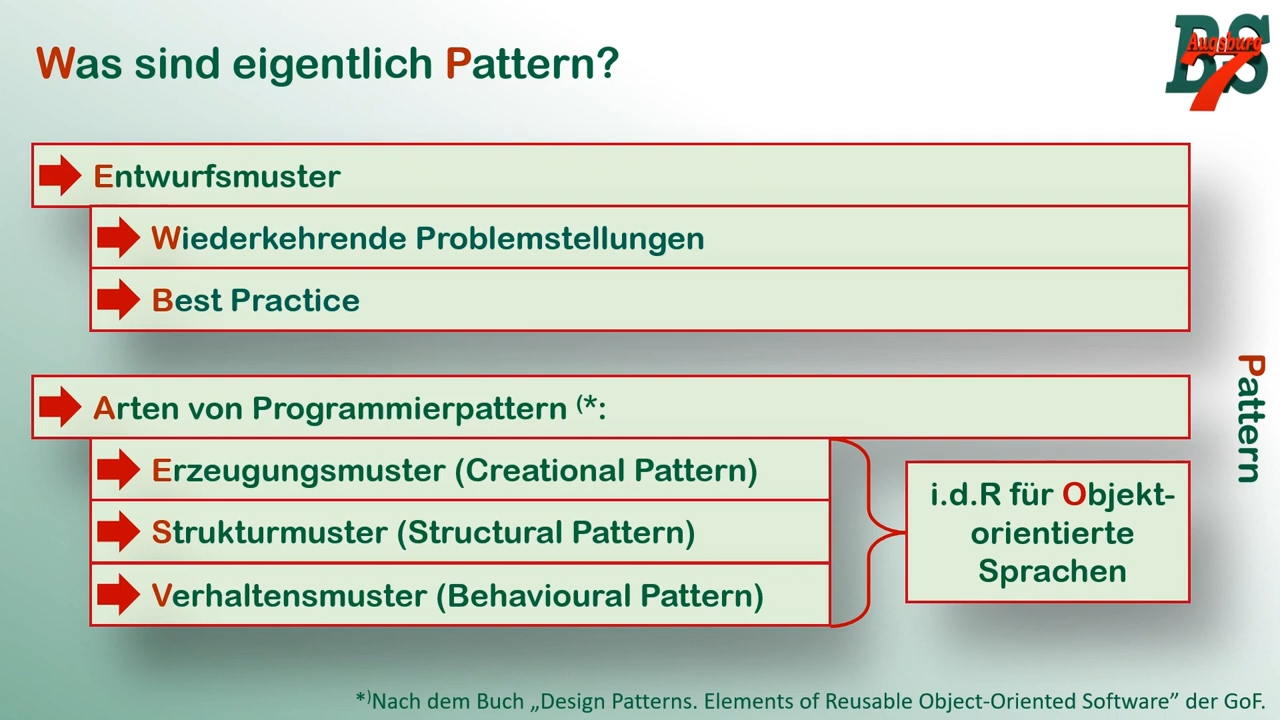 Was sind eigentlich Pattern?
BS
Augsburg
7
Entwurfsmuster
Wiederkehrende Problemstellungen
Best Practice
Arten von Programmierpattern (*:
Erzeugungsmuster (Creational Pattern)
Strukturmuster (Structural Pattern)
Verhaltensmuster (Behavioural Pattern)
i.d.R für Objekt-
orientierte
Sprachen
Pattern
*)Nach dem Buch „Design Patterns. Elements of Reusable Object-Oriented Software” der GoF.